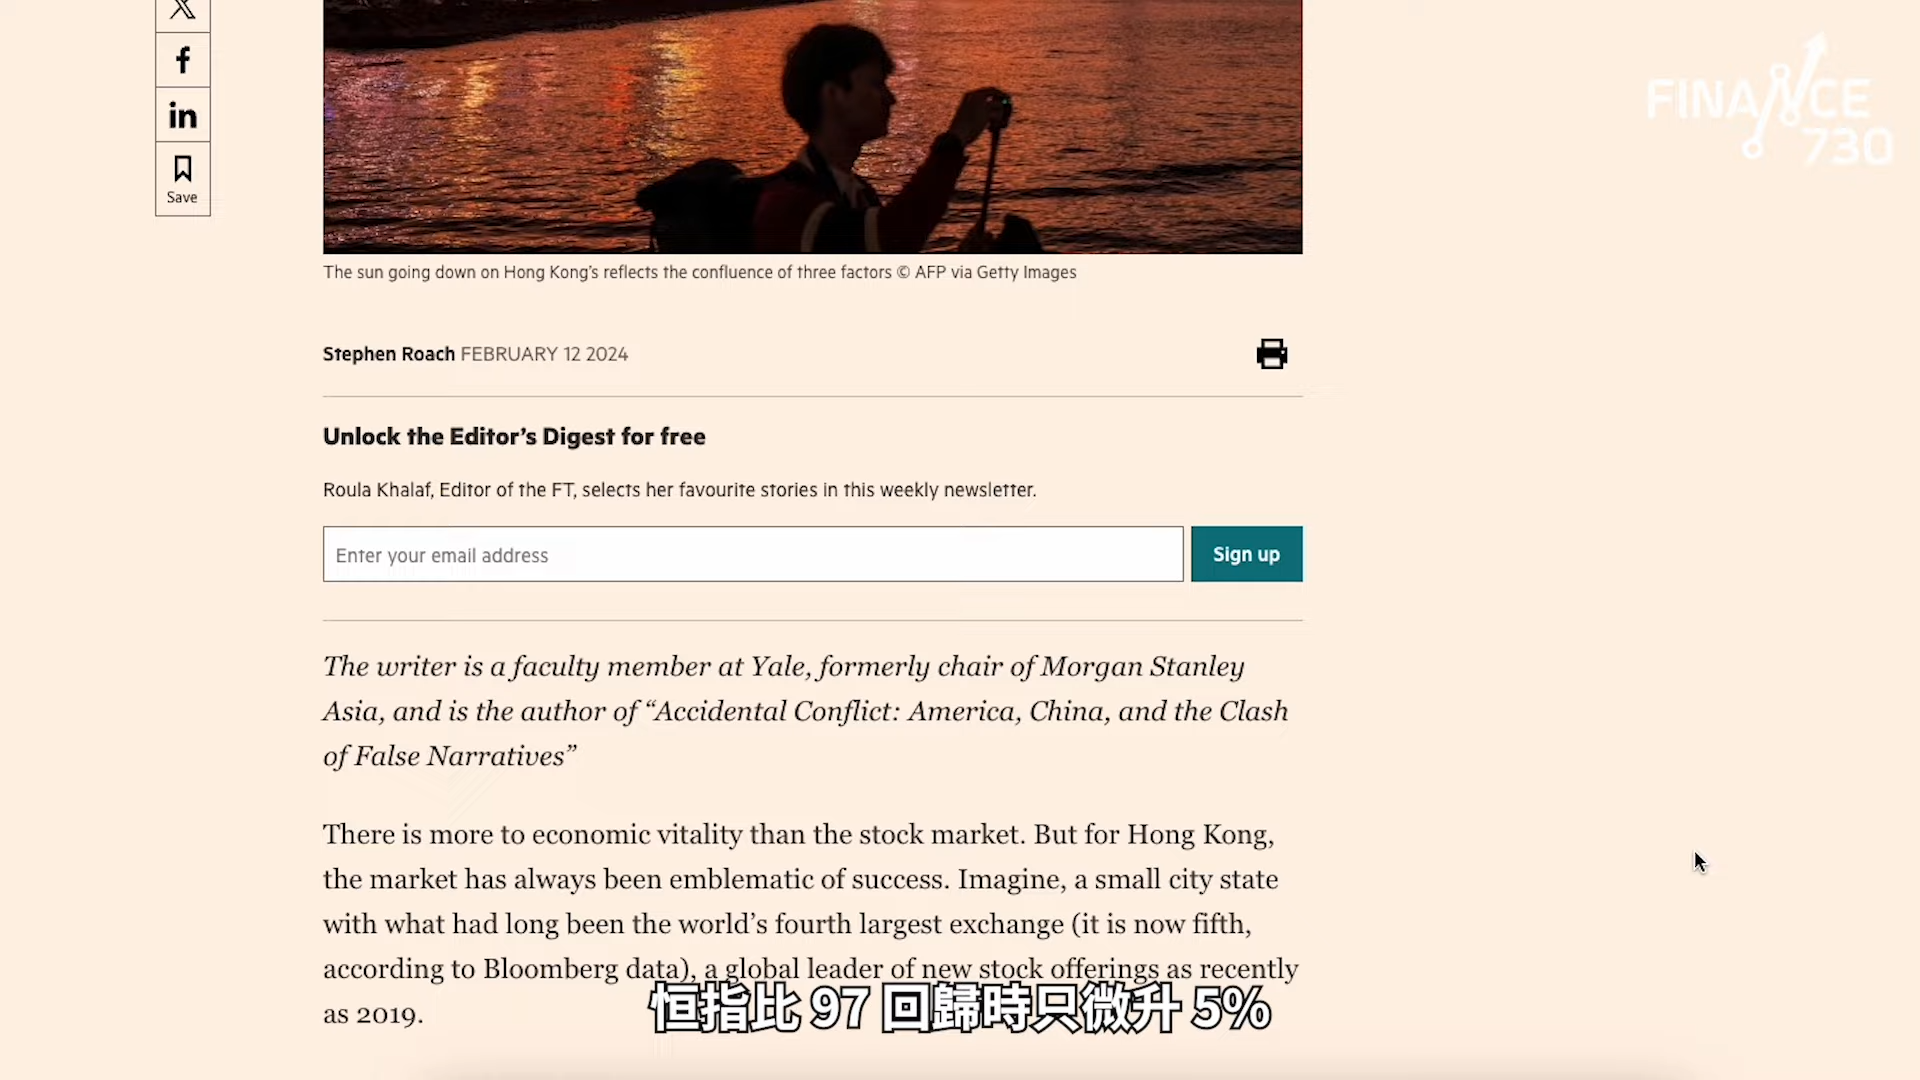 FINANCE
730
Save
The sun going down on Hong Kong's reflects the confluence of three factors © AFP via Getty Images
Stephen Roach FEBRUARY 12 2024
Unlock the Editor's Digest for free
Roula Khalaf, Editor of the FT, selects her favourite stories in this weekly newsletter.
Enter your email address
Sign up
The writer is a faculty member at Yale, formerly chair of Morgan Stanley
Asia, and is the author of “Accidental Conflict: America, China, and the Clash
of False Narratives”
There is more to economic vitality than the stock market. But for Hong Kong,
the market has always been emblematic of success. Imagine, a small city state
with what had long been the world’s fourth largest exchange (it is now fifth,
according to Bloomberg data), a global leader of new stock offerings as recently
as 2019.
恒指比 97 回歸時只微升 5%